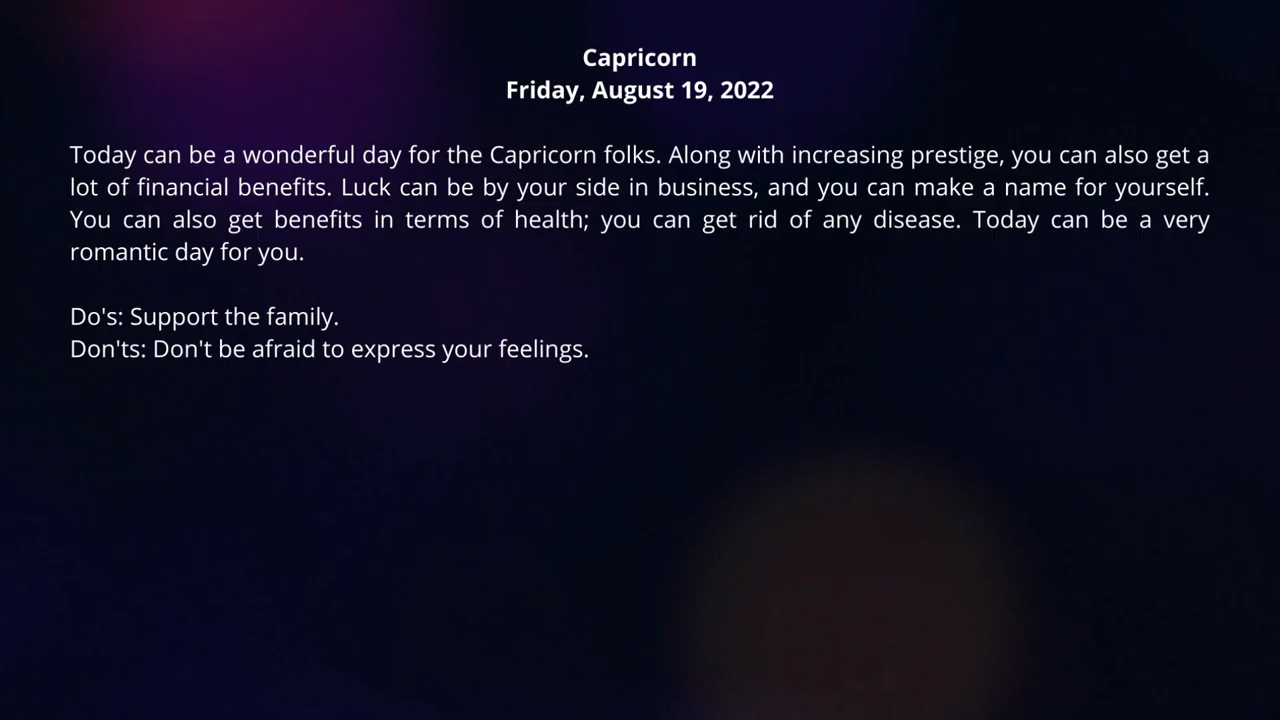 Capricorn
Friday, August 19, 2022
Today can be a wonderful day for the Capricorn folks. Along with increasing prestige, you can also get a
lot of financial benefits. Luck can be by your side in business, and you can make a name for yourself.
You can also get benefits in terms of health; you can get rid of any disease. Today can be a very
romantic day for you.
Do's: Support the family.
Don'ts: Don't be afraid to express your feelings.